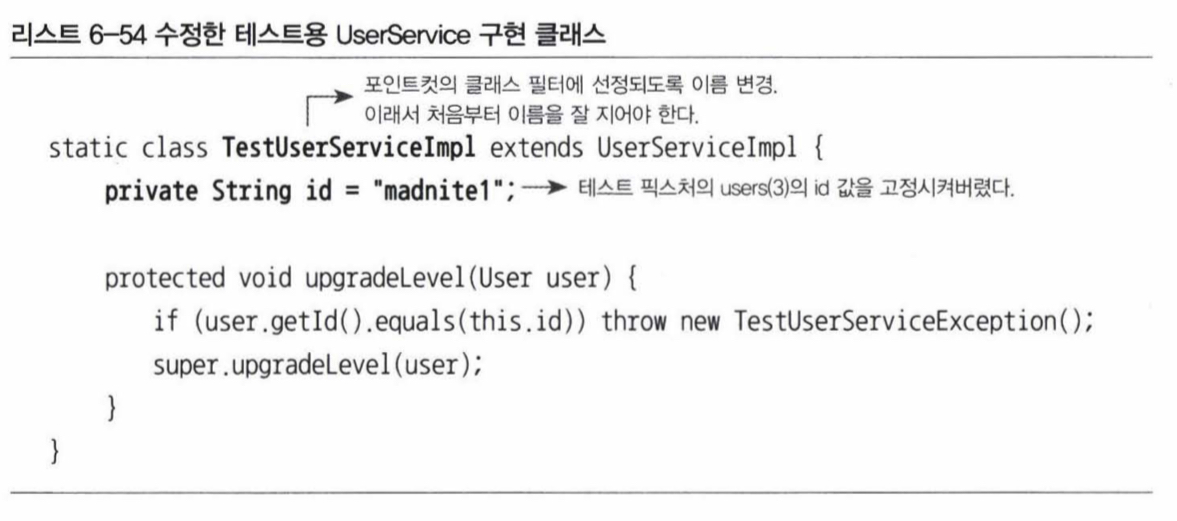 리스트 6-54 수정한 테스트용 UserService 구현 클래스
포인트컷의 클래스 필터에 선정되도록 이름 변경.
이래서 처음부터 이름을 잘 지어야 한다.
static class TestUserServiceImpl extends UserServiceImpl {
private String id = "madnite1"; 테스트 픽스처의 users(3)의 id 값을 고정시켜버렸다.
protected void upgradeLevel(User user) {
if (user.getId().equals(this.id)) throw new TestUserServiceException();
super.upgradeLevel(user);
}
}